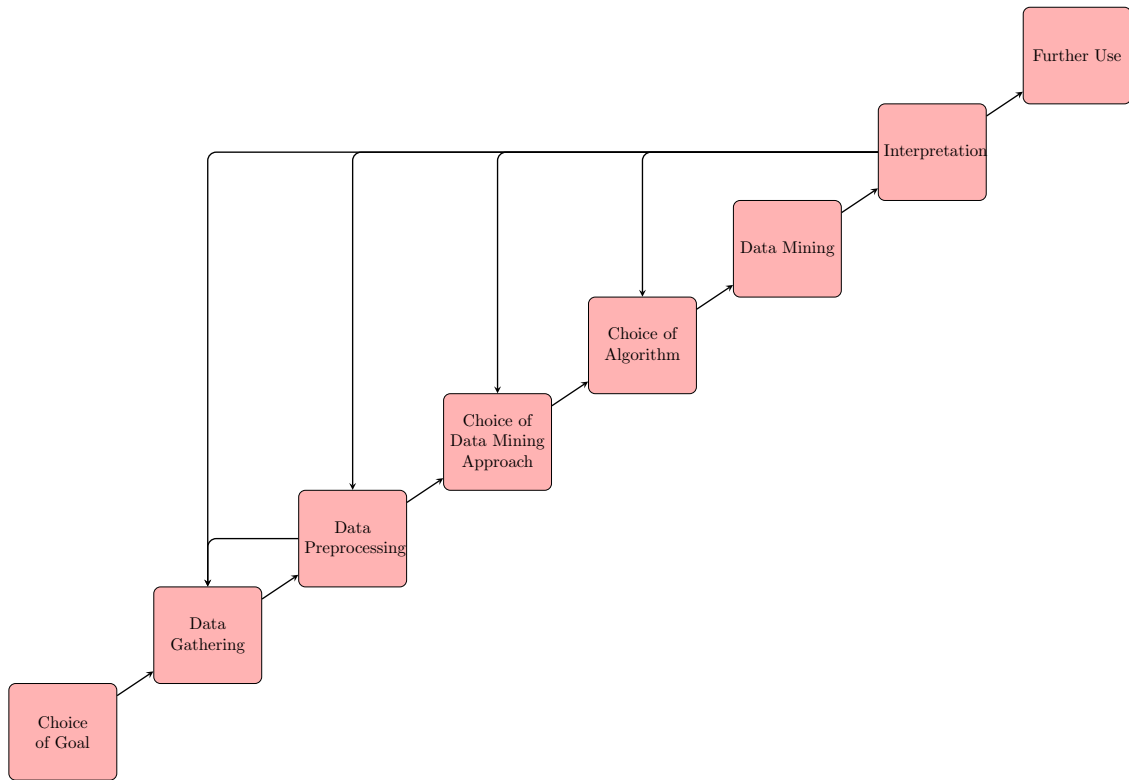 Further Use
Interpretation
Data Mining
Choice of
Algorithm
Choice of
Data Mining
Approach
Data
Preprocessing
Data
Gathering
Choice
of Goal